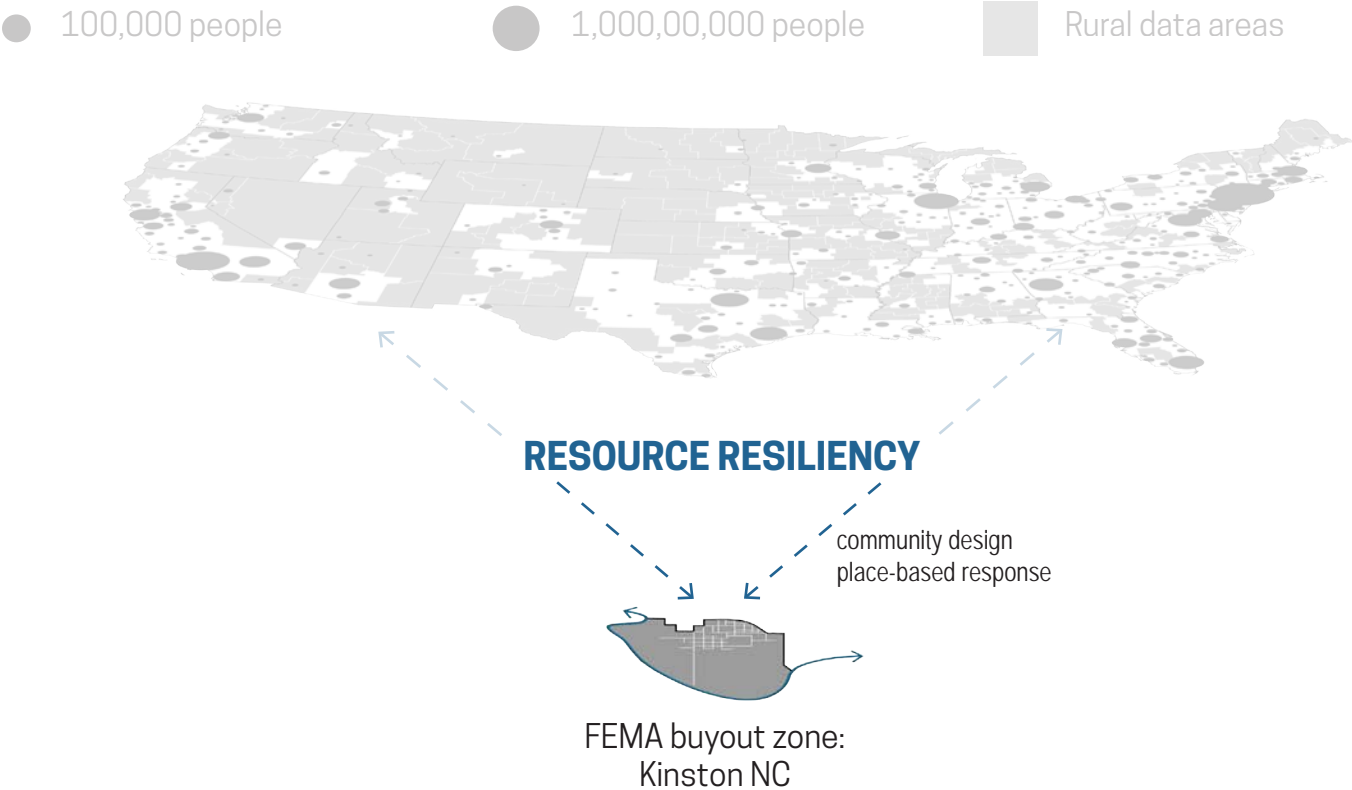 100,000 people
1,000,00,000 people
Rural data areas
RESOURCE RESILIENCY
community design
place-based response
FEMA buyout zone:
Kinston NC